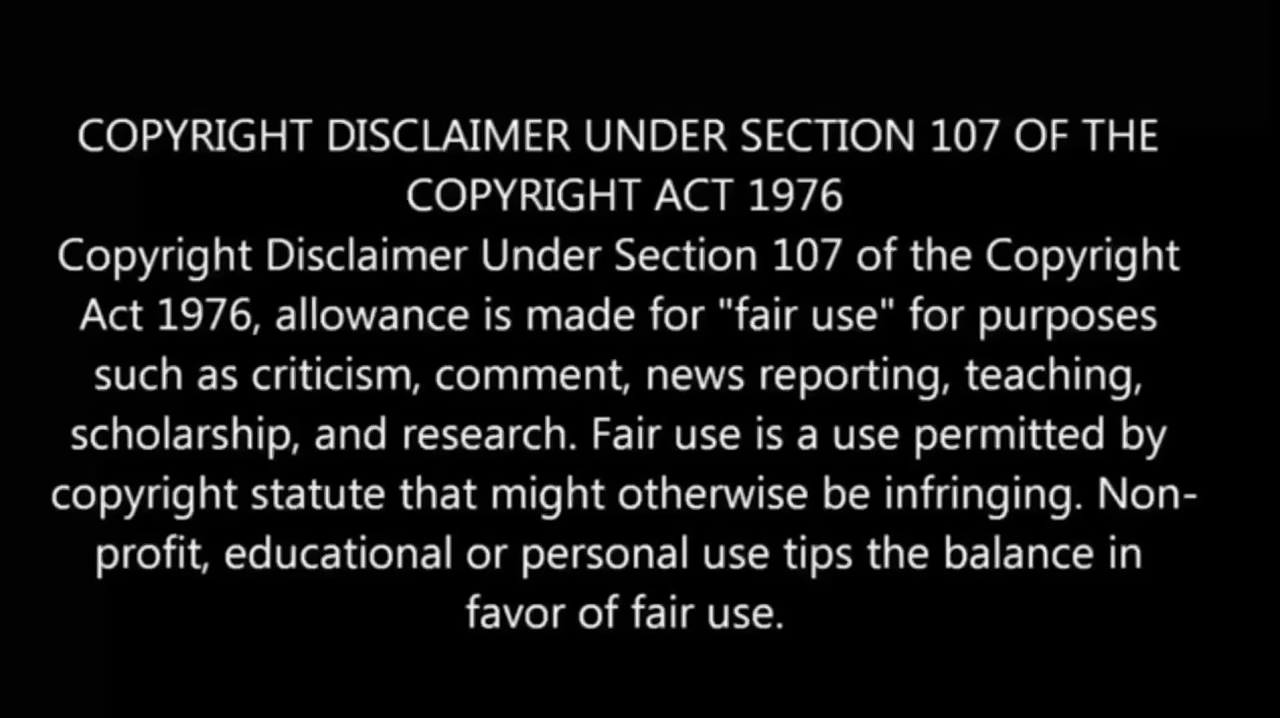 COPYRIGHT DISCLAIMER UNDER SECTION 107 OF THE
COPYRIGHT ACT 1976
Copyright Disclaimer Under Section 107 of the Copyright
Act 1976, allowance is made for "fair use" for purposes
such as criticism, comment, news reporting, teaching,
scholarship, and research. Fair use is a use permitted by
copyright statute that might otherwise be infringing. Non-
profit, educational or personal use tips the balance in
favor of fair use.